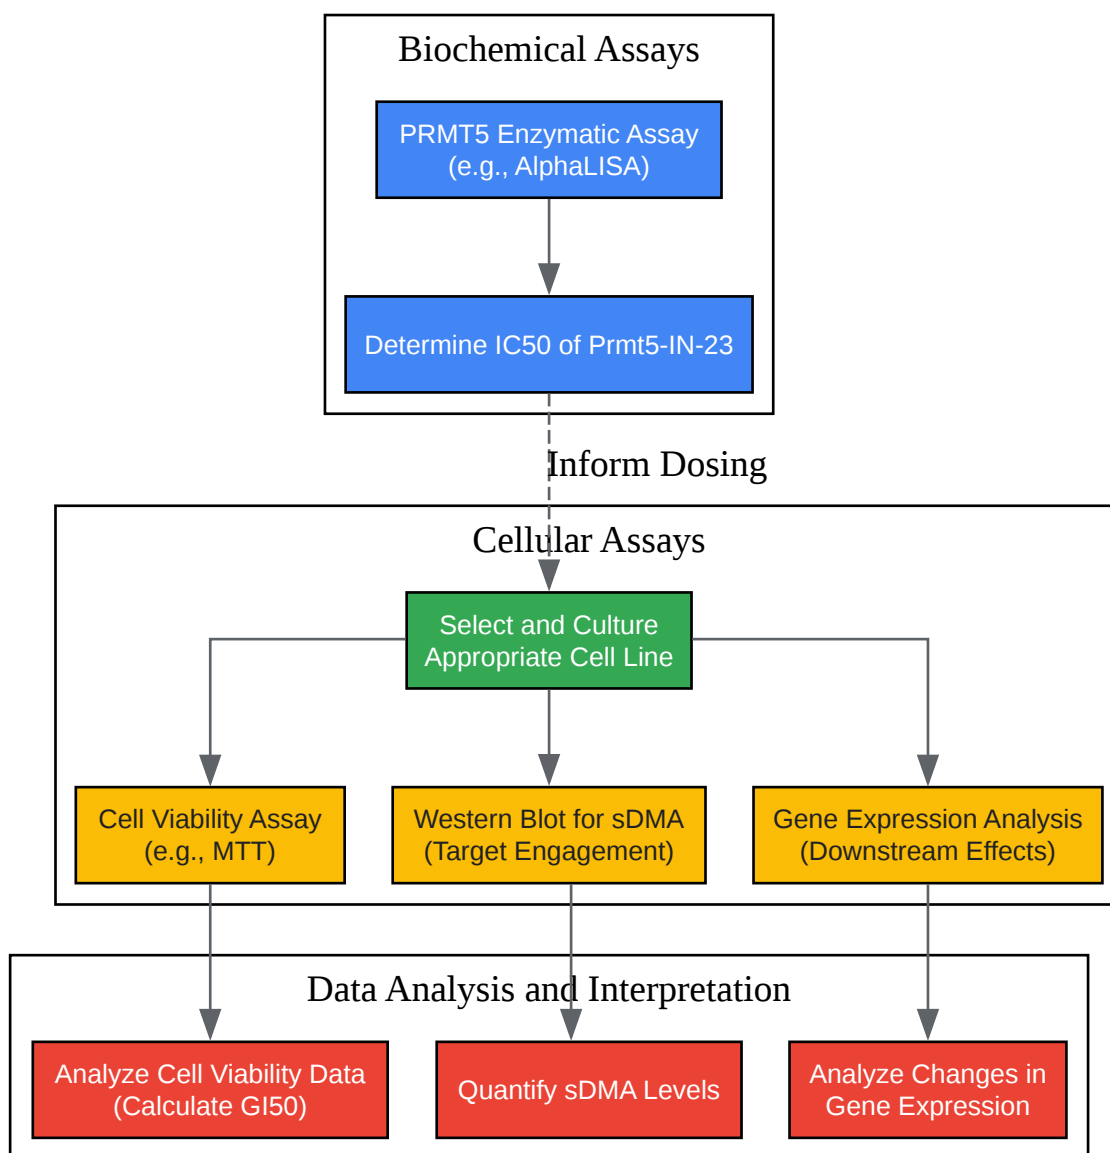 Biochemical Assays
PRMT5 Enzymatic Assay
(e.g., AlphaLISA)
Determine IC50 of Prmt5-IN-23
Inform Dosing
Cellular Assays
Select and Culture
Appropriate Cell Line
Cell Viability Assay
(e.g., MTT)
Western Blot for sDMA
(Target Engagement)
Gene Expression Analysis
(Downstream Effects)
Data Analysis and Interpretation
Analyze Cell Viability Data
(Calculate GI50)
Quantify sDMA Levels
Analyze Changes in
Gene Expression